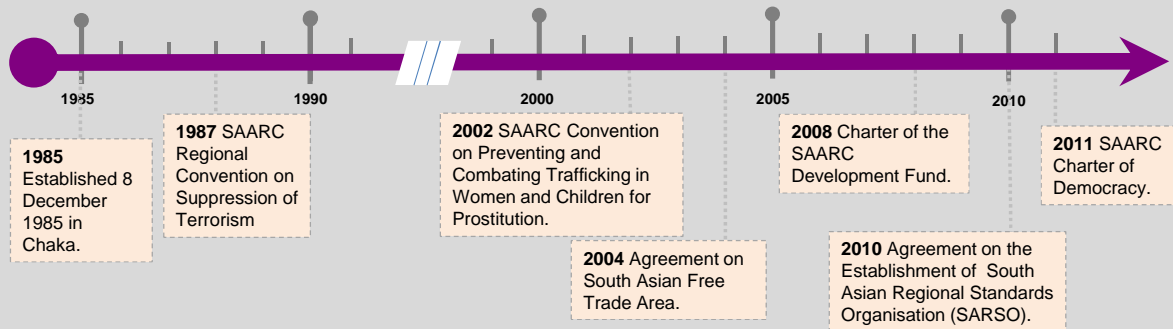 1985
1990
2000
2005
2010
1985
Established 8
December
1985 in
Chaka.
1987 SAARC
Regional
Convention on
Suppression of
Terrorism
2002 SAARC Convention
on Preventing and
Combating Trafficking in
Women and Children for
Prostitution.
2004 Agreement on
South Asian Free
Trade Area.
2008 Charter of the
SAARC
Development Fund.
2010 Agreement on the
Establishment of South
Asian Regional Standards
Organisation (SARSO).
2011 SAARC
Charter of
Democracy.